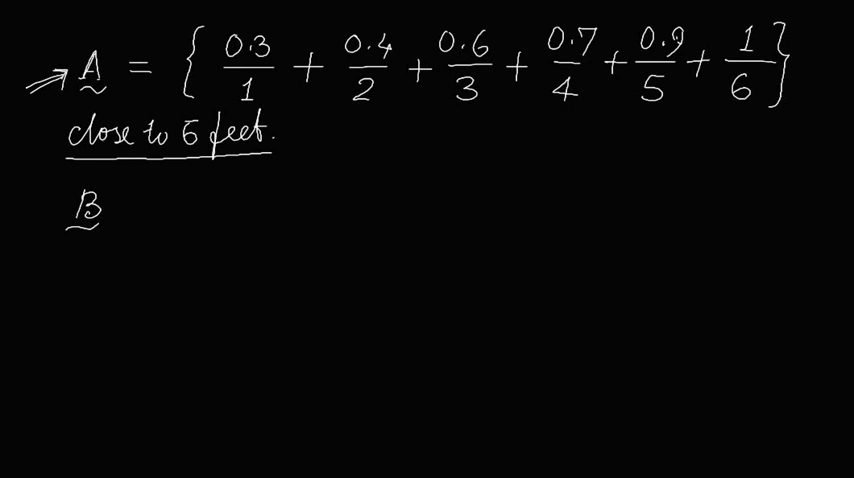 ⇒ A̰ = { 0.3/1 + 0.4/2 + 0.6/3 + 0.7/4 + 0.9/5 + 1/6 }
close to 6 feet.
B̰